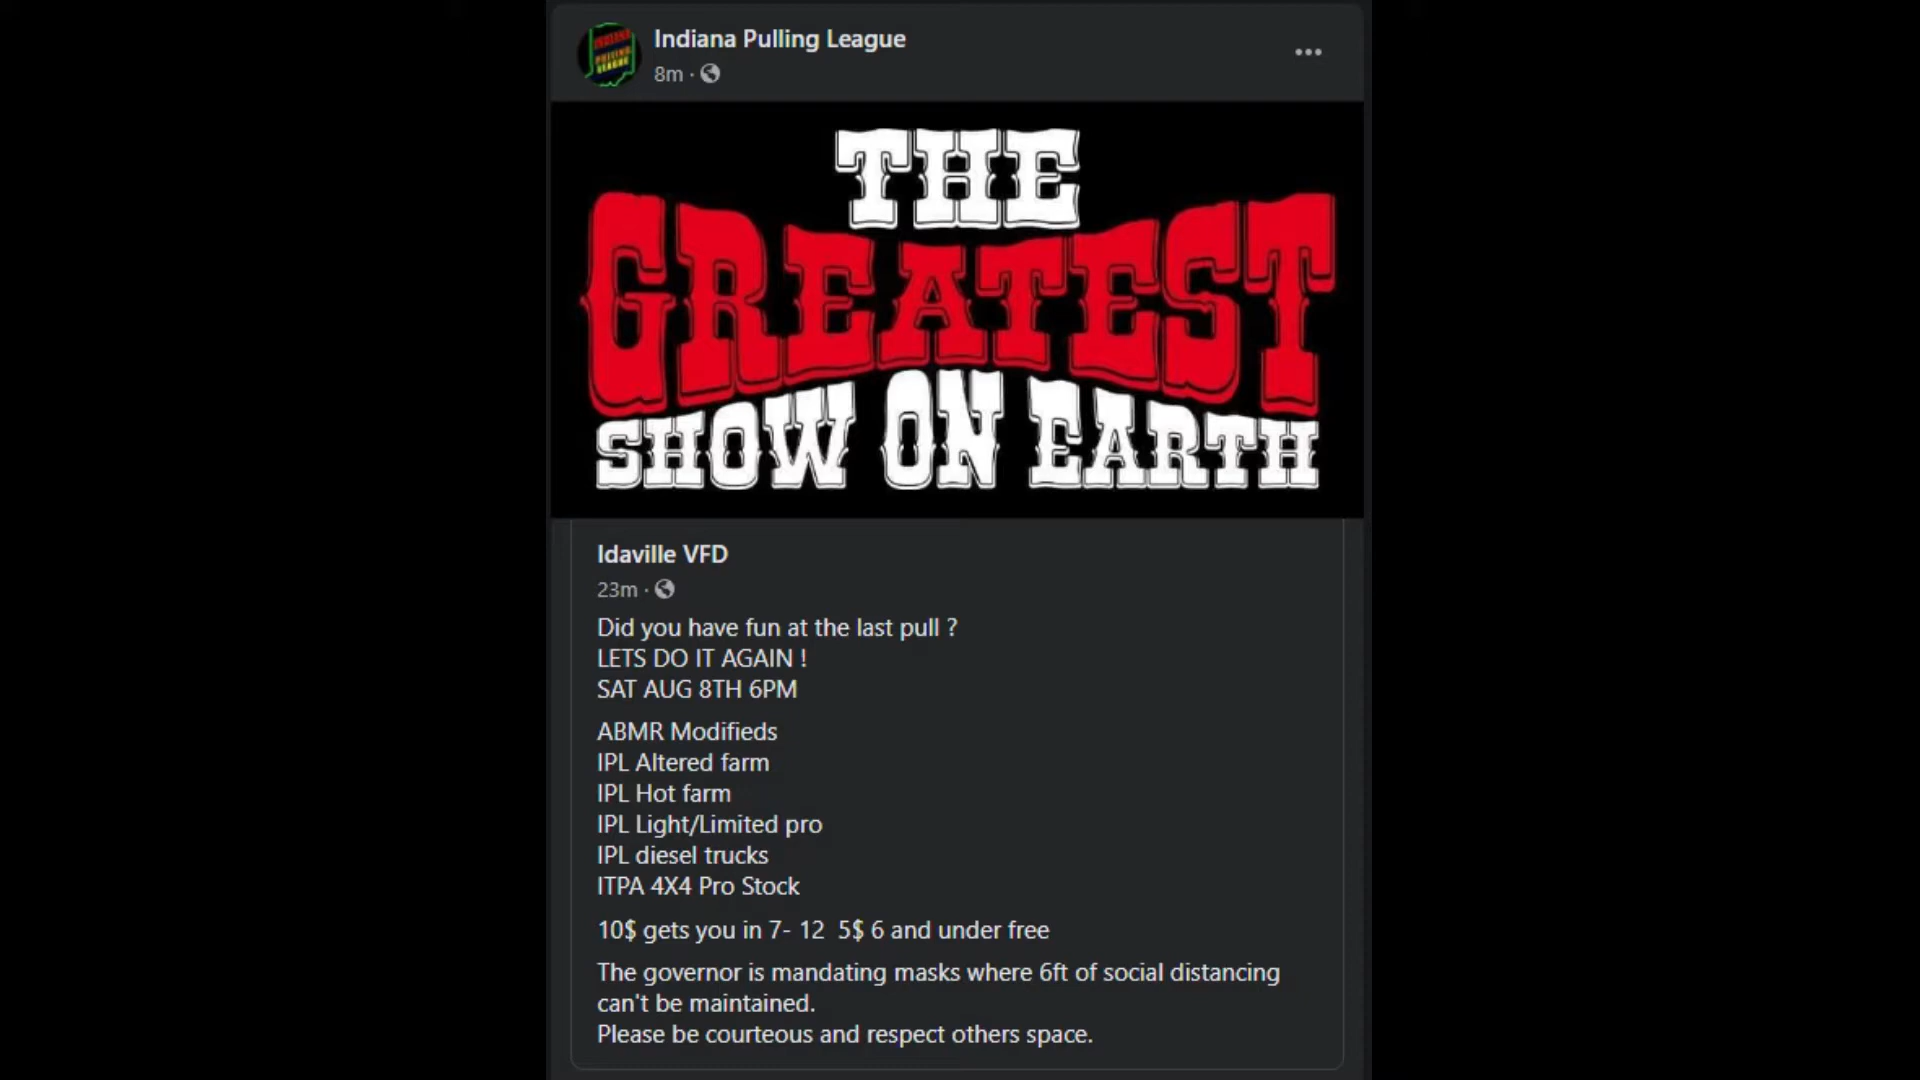 Indiana Pulling League
8m ·
INDIANA
PULLING
LEAGUE
THE
GREATEST
SHOW ON EARTH
Idaville VFD
23m ·
Did you have fun at the last pull ?
LETS DO IT AGAIN !
SAT AUG 8TH 6PM
ABMR Modifieds
IPL Altered farm
IPL Hot farm
IPL Light/Limited pro
IPL diesel trucks
ITPA 4X4 Pro Stock
10$ gets you in 7- 12  5$ 6 and under free
The governor is mandating masks where 6ft of social distancing
can't be maintained.
Please be courteous and respect others space.